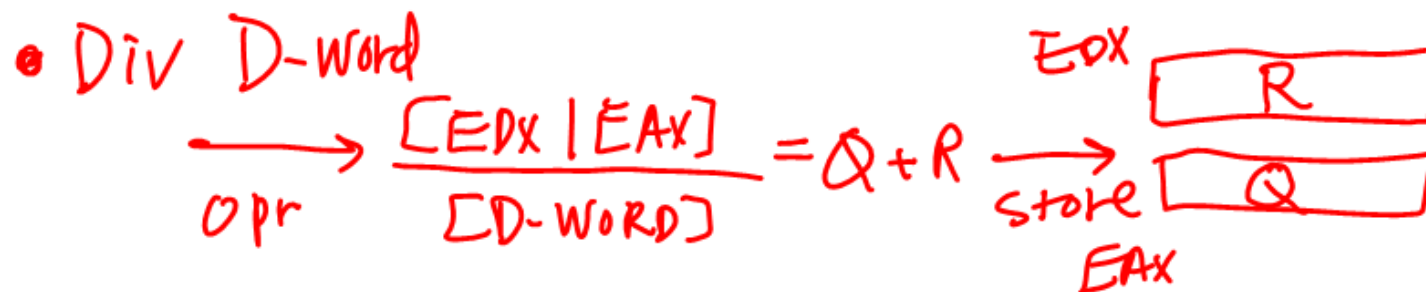 • Div D-Word
opr → [EDX | EAX] / [D-WORD] = Q + R → store
EDX R
Q
EAX